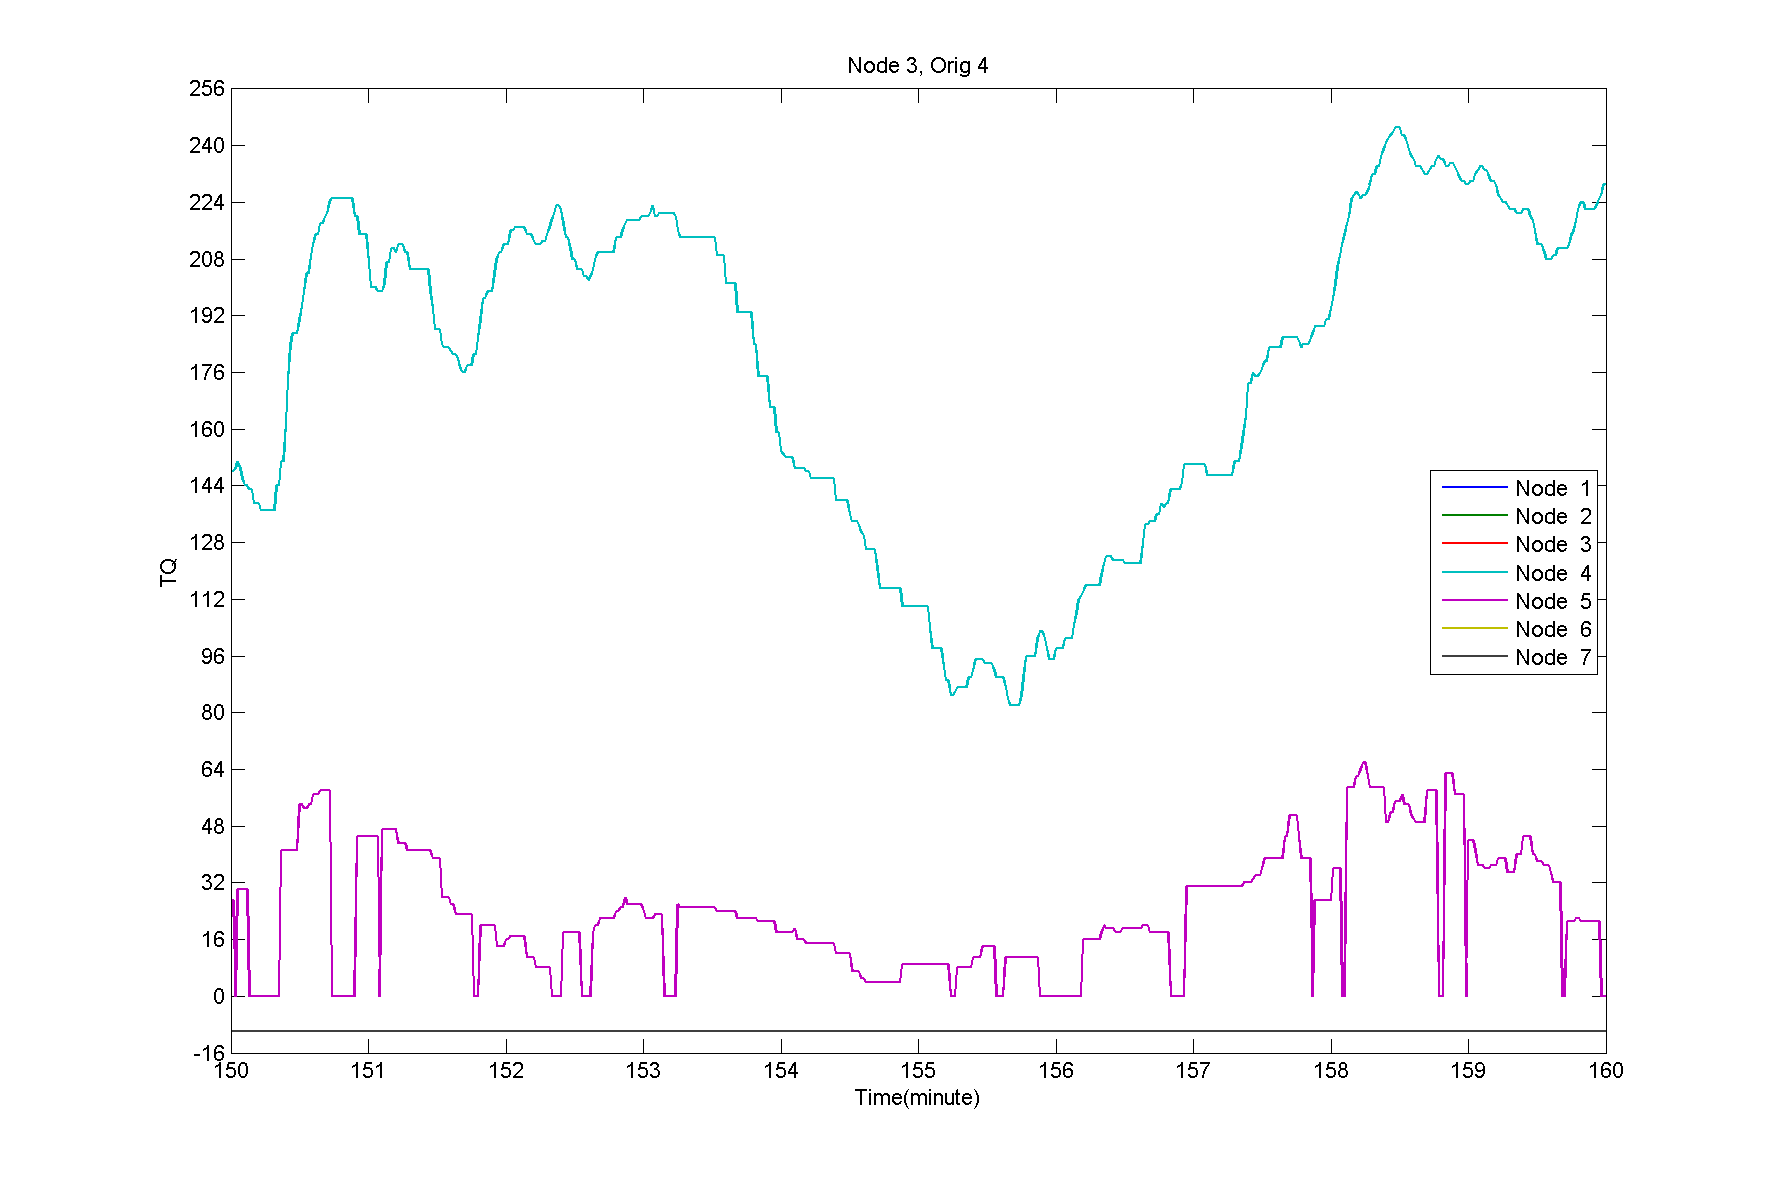 Node 3, Orig 4
256
240
224
208
192
176
160
144
128
112
96
80
64
48
32
16
0
-16
TQ
Node 1
Node 2
Node 3
Node 4
Node 5
Node 6
Node 7
150 151 152 153 154 155 156 157 158 159 160
Time(minute)